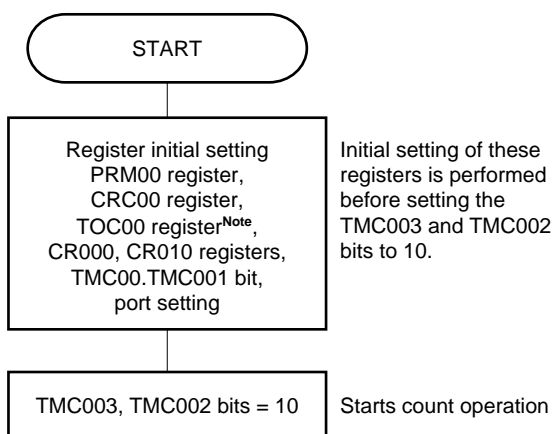 START
Register initial setting
PRM00 register,
CRC00 register,
TOC00 registerNote,
CR000, CR010 registers,
TMC00.TMC001 bit,
port setting
Initial setting of these
registers is performed
before setting the
TMC003 and TMC002
bits to 10.
TMC003, TMC002 bits = 10
Starts count operation